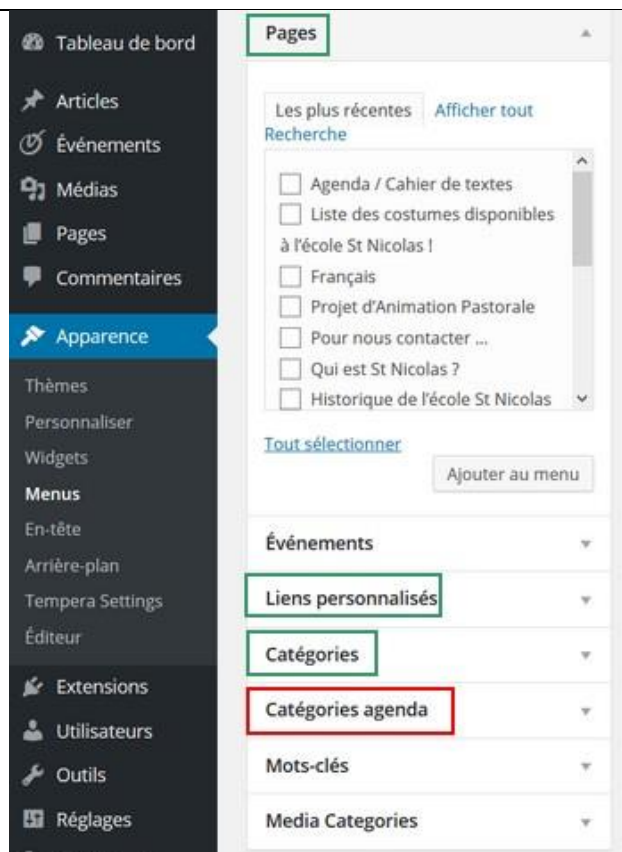 Tableau de bord
Articles
Événements
Médias
Pages
Commentaires
Apparence
Thèmes
Personnaliser
Widgets
Menus
En-tête
Arrière-plan
Tempera Settings
Éditeur
Extensions
Utilisateurs
Outils
Réglages
Pages
Les plus récentes Afficher tout
Recherche
Agenda / Cahier de textes
Liste des costumes disponibles
à l'école St Nicolas !
Français
Projet d'Animation Pastorale
Pour nous contacter ...
Qui est St Nicolas ?
Historique de l'école St Nicolas
Tout sélectionner
Ajouter au menu
Événements
Liens personnalisés
Catégories
Catégories agenda
Mots-clés
Media Categories